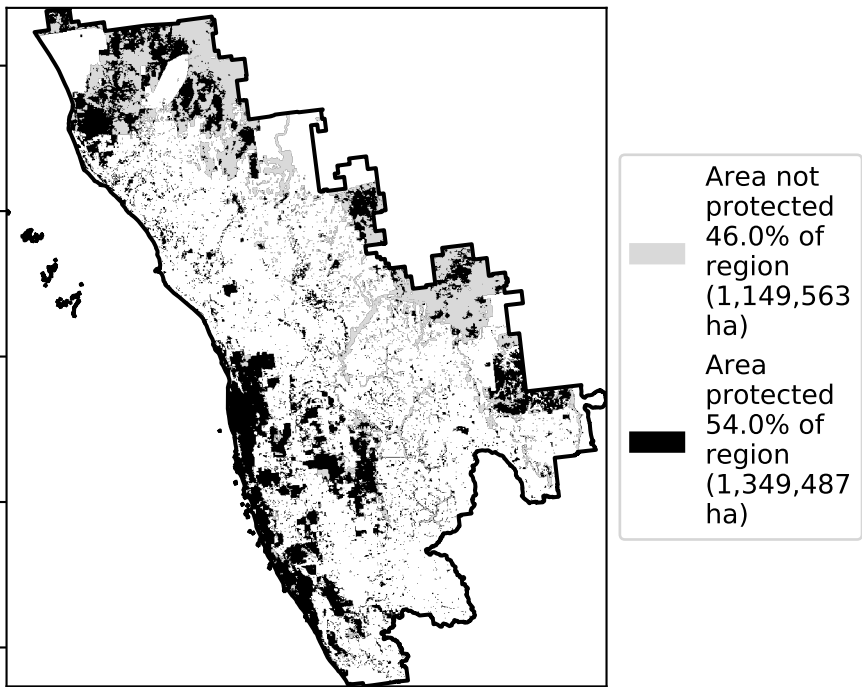 Area not
protected
46.0% of
region
(1,149,563
ha)
Area
protected
54.0% of
region
(1,349,487
ha)